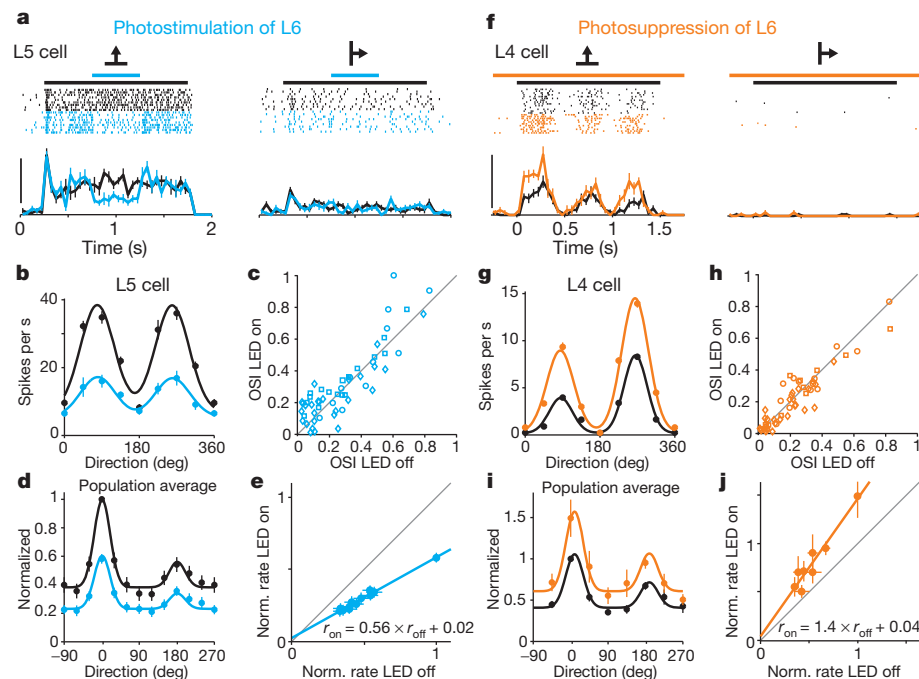 a
Photostimulation of L6
L5 cell
0
1
2
Time (s)
f
Photosuppression of L6
L4 cell
0
0.5
1
1.5
Time (s)
b
L5 cell
Spikes per s
40
20
0
0
180
360
Direction (deg)
c
OSI LED on
1
0.8
0.6
0.4
0.2
0
0
0.2
0.4
0.6
0.8
1
OSI LED off
g
L4 cell
Spikes per s
15
10
5
0
0
180
360
Direction (deg)
h
OSI LED on
1
0.8
0.6
0.4
0.2
0
0
0.2
0.4
0.6
0.8
1
OSI LED off
d
Population average
Normalized
1
0.8
0.6
0.4
0.2
0
–90
0
90
180
270
Direction (deg)
e
Norm. rate LED on
1
0
0
1
r on = 0.56 × r off + 0.02
Norm. rate LED off
i
Population average
Normalized
1.5
1
0.5
0
–90
0
90
180
270
Direction (deg)
j
Norm. rate LED on
1.5
1
0.5
0
0
0.5
1
1.5
r on = 1.4 × r off + 0.04
Norm. rate LED off